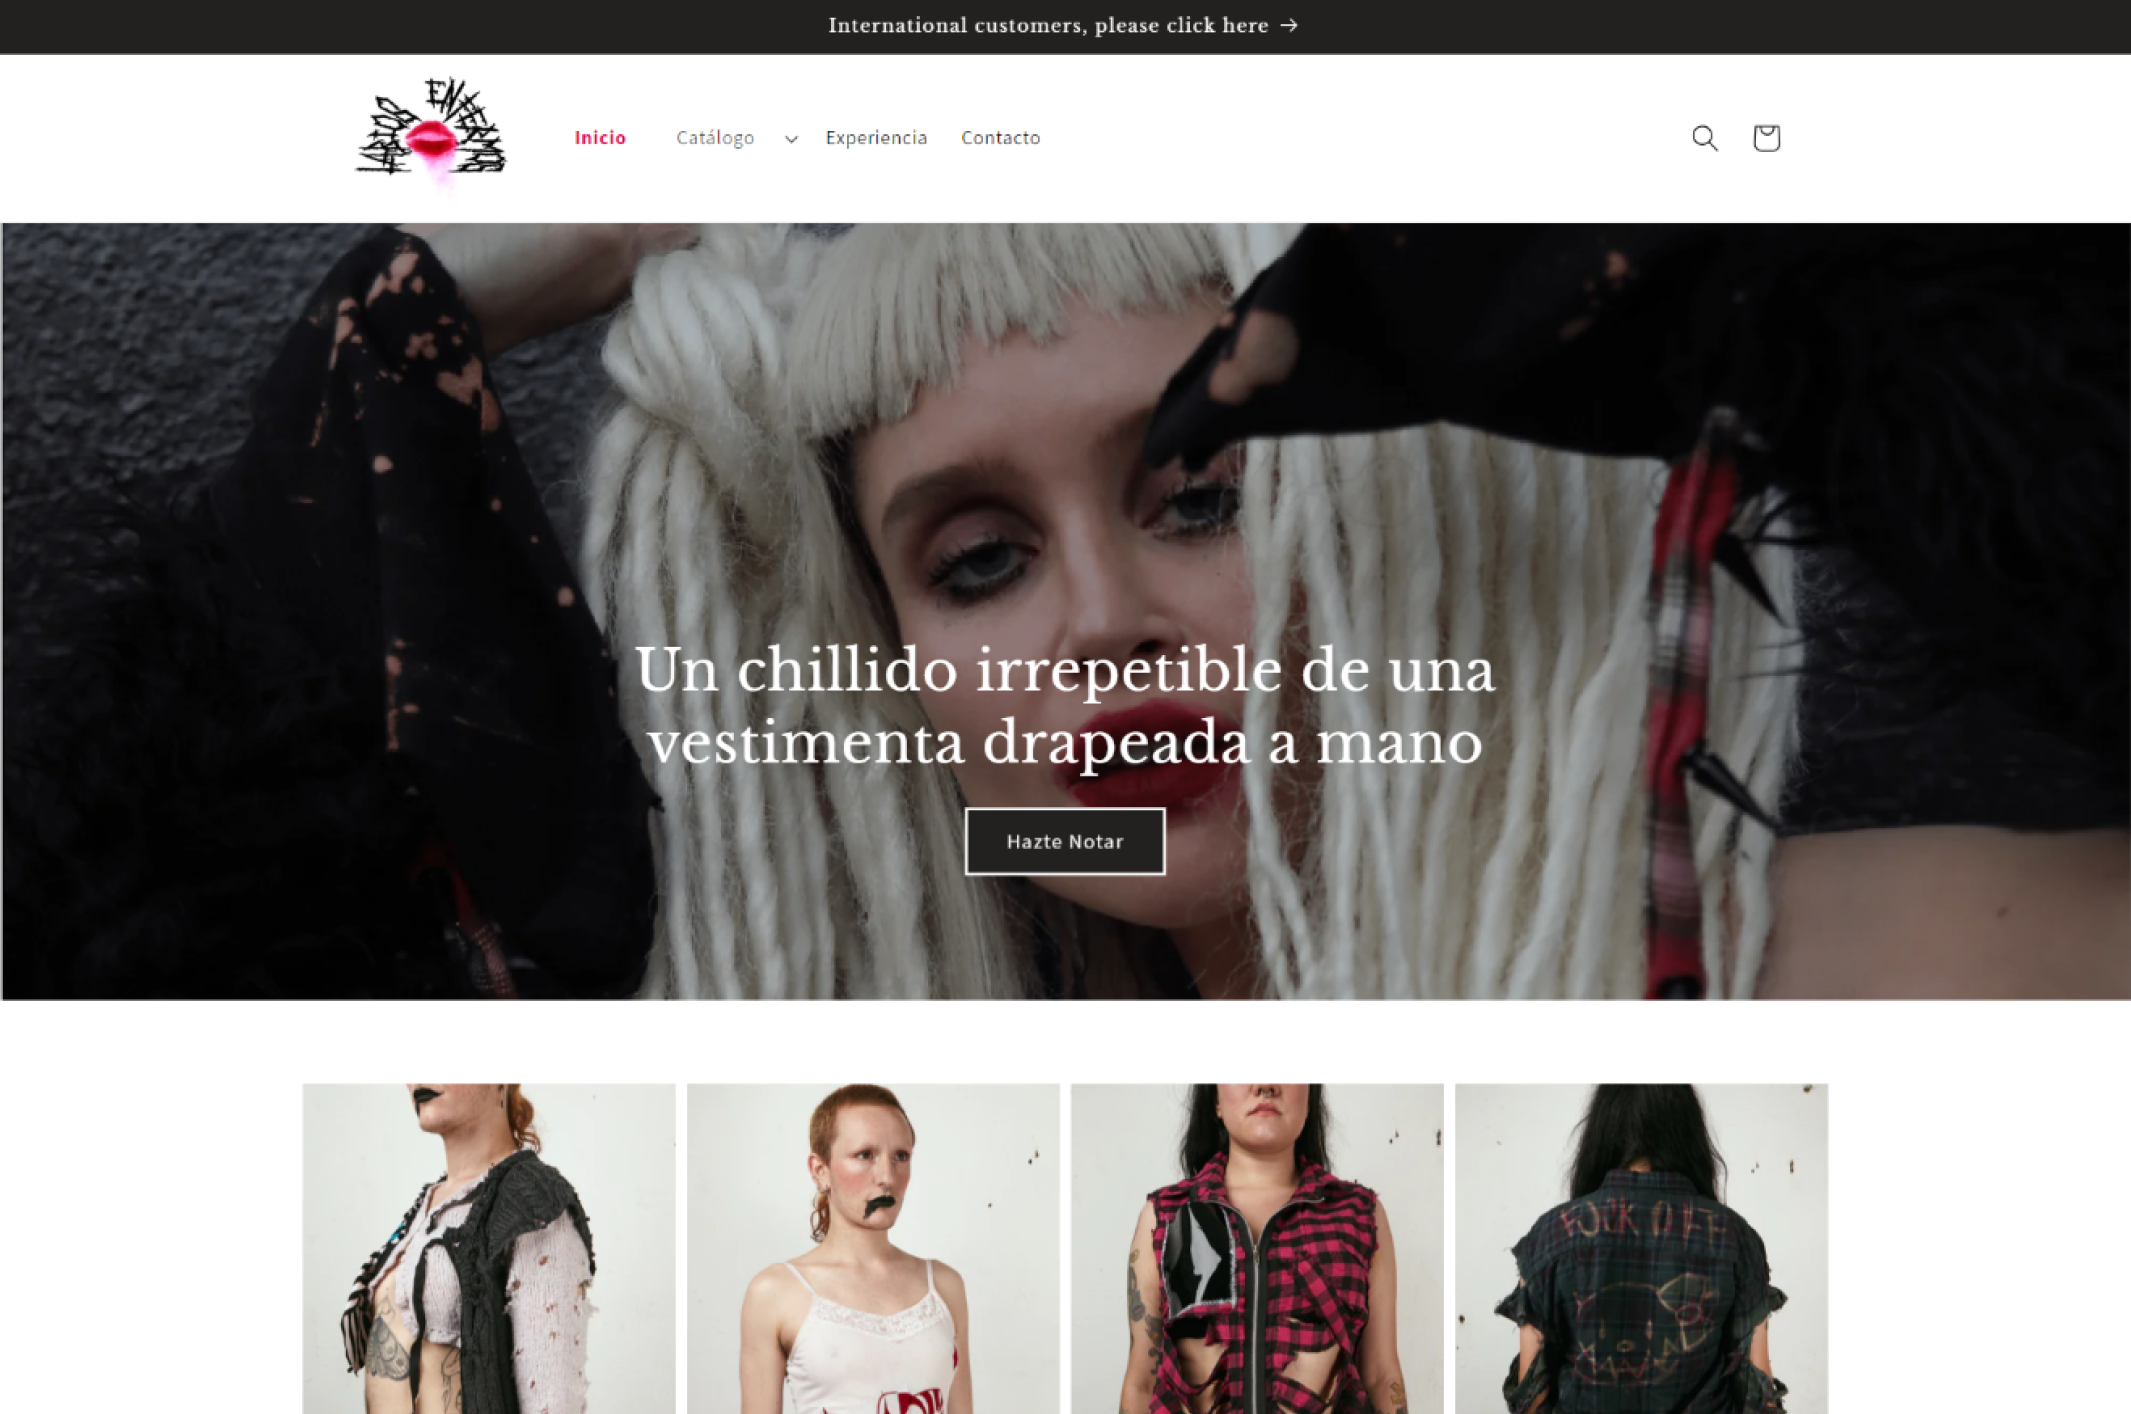 International customers, please click here →
LABIOS ENFERMOS
Inicio
Catálogo
Experiencia
Contacto
Un chillido irrepetible de una
vestimenta drapeada a mano
Hazte Notar
FUCK OFF